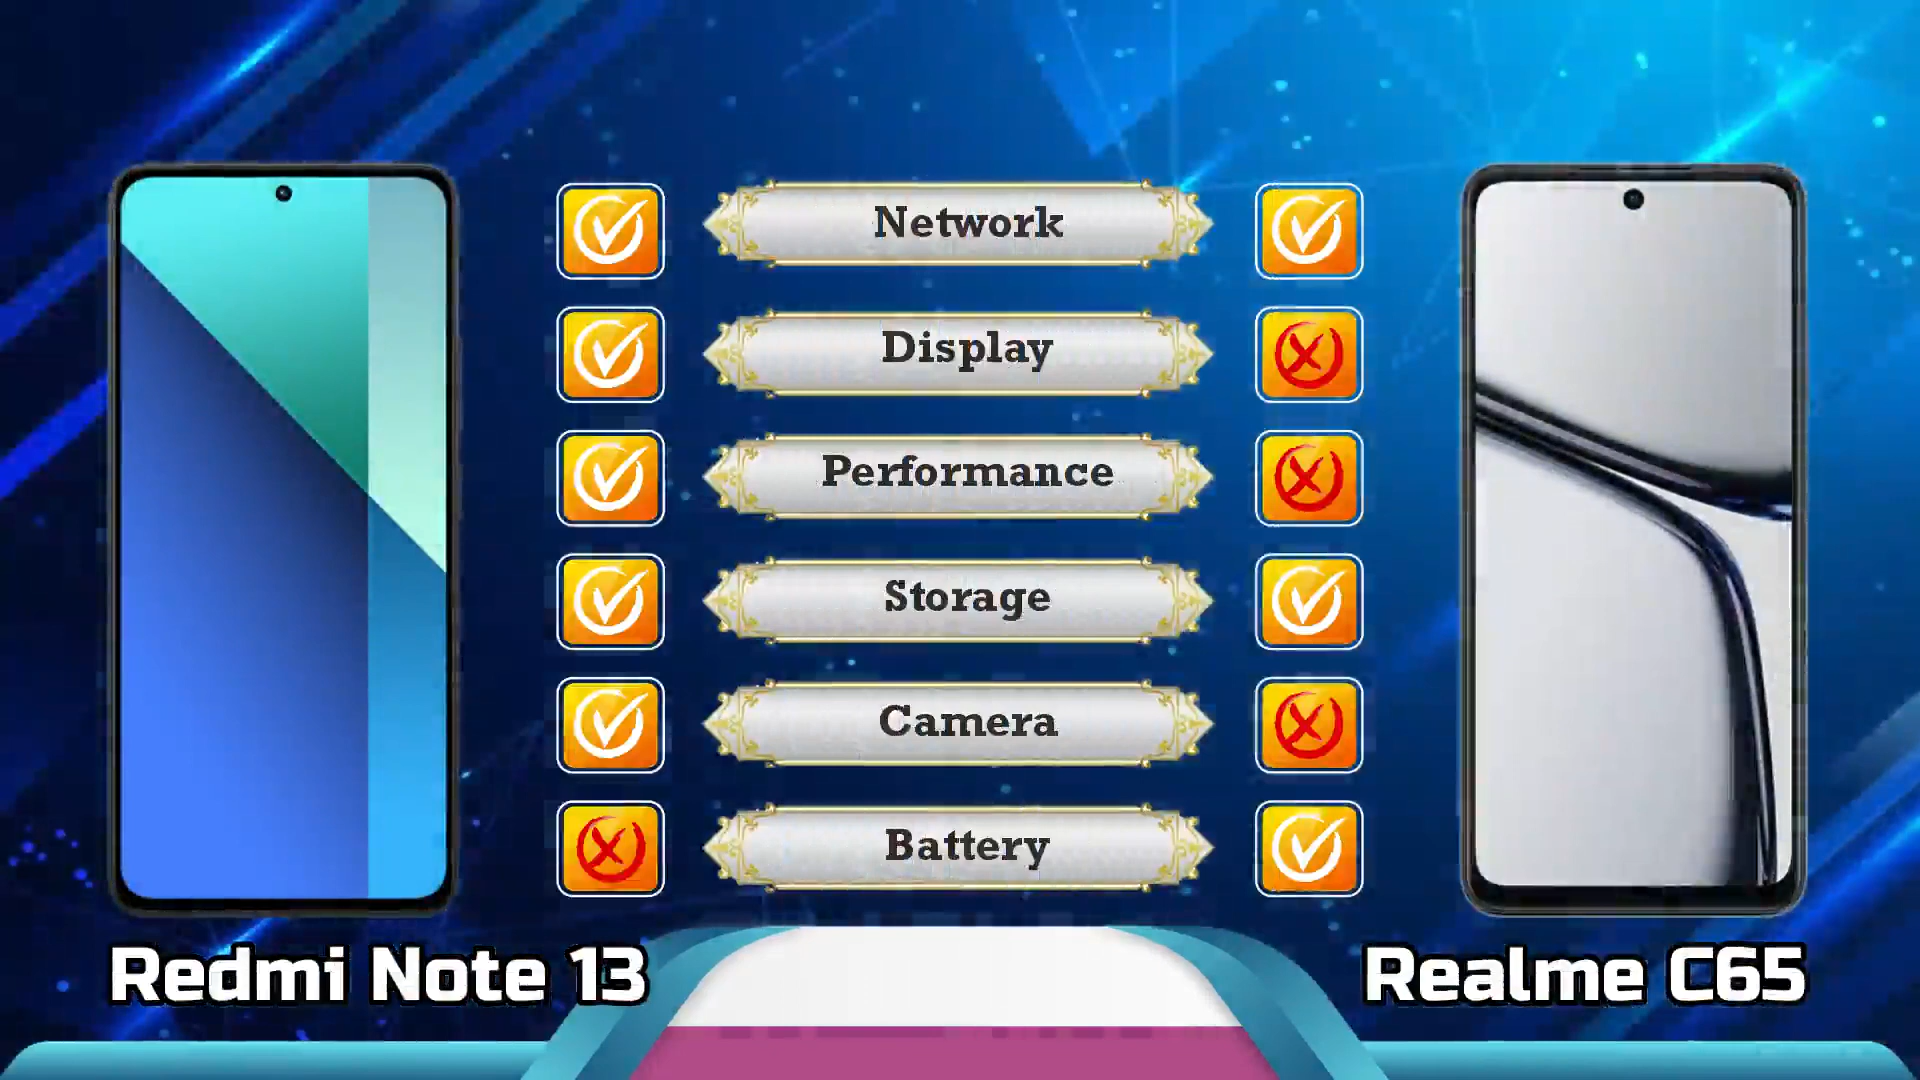 Network
Display
Performance
Storage
Camera
Battery
Redmi Note 13
Realme C65